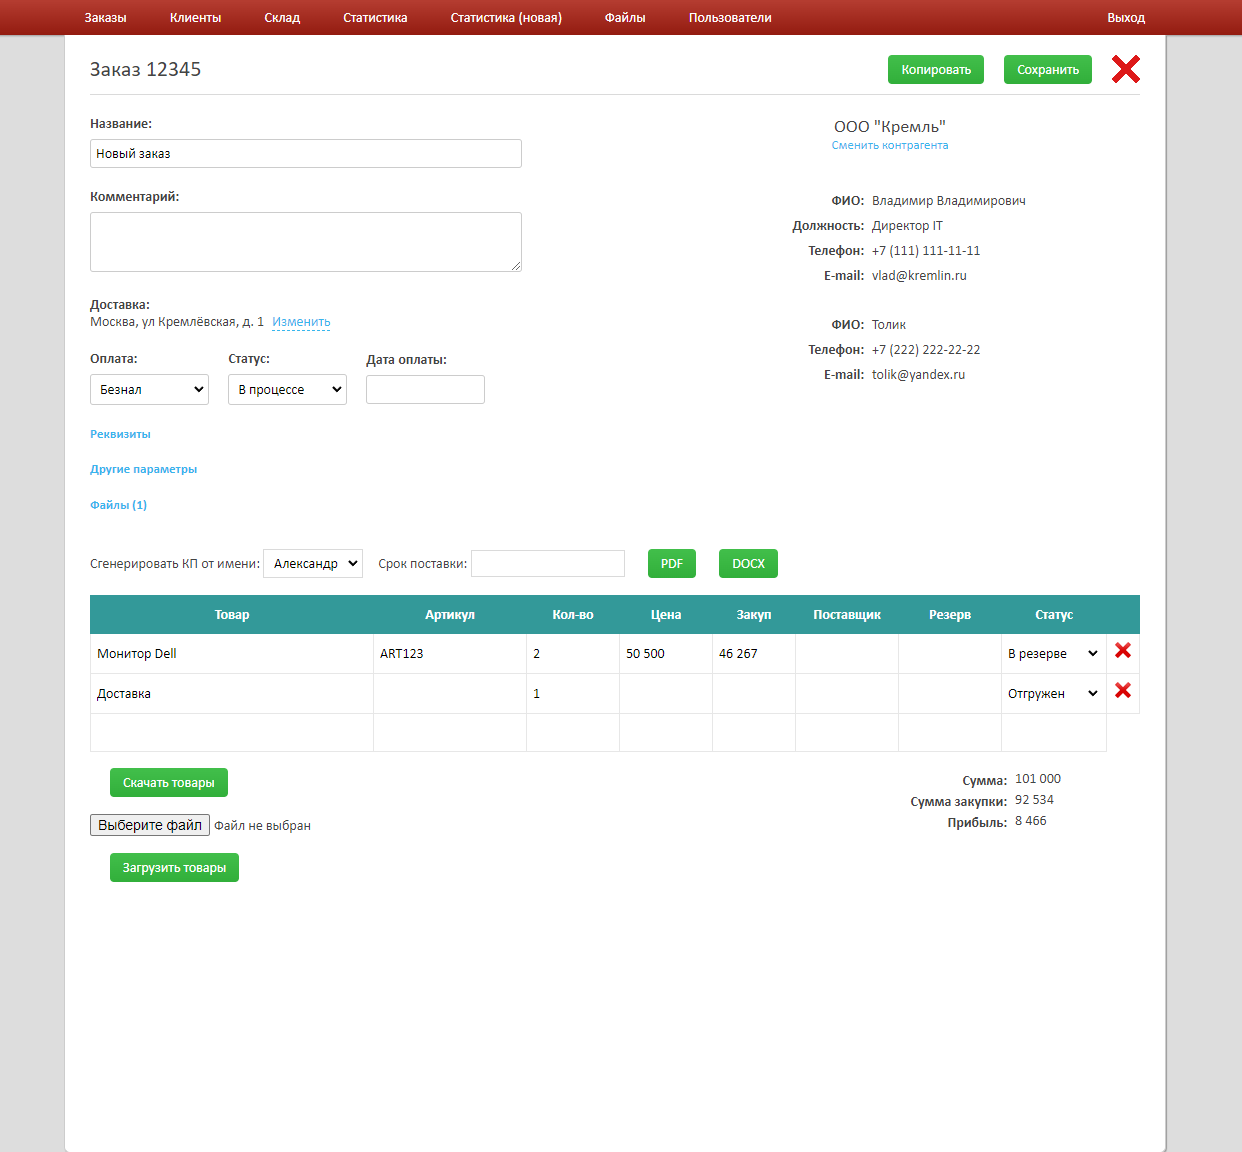 Заказы Клиенты Склад Статистика Статистика (новая) Файлы Пользователи Выход
Заказ 12345 Копировать Сохранить
Название:
Новый заказ
ООО "Кремль"
Сменить контрагента
Комментарий:
ФИО: Владимир Владимирович
Должность: Директор IT
Телефон: +7 (111) 111-11-11
E-mail: vlad@kremlin.ru
Доставка:
Москва, ул Кремлёвская, д. 1 Изменить
ФИО: Толик
Телефон: +7 (222) 222-22-22
E-mail: tolik@yandex.ru
Оплата: Статус: Дата оплаты:
Безнал В процессе
Реквизиты
Другие параметры
Файлы (1)
Сгенерировать КП от имени: Александр Срок поставки: PDF DOCX
Товар Артикул Кол-во Цена Закуп Поставщик Резерв Статус
Монитор Dell ART123 2 50 500 46 267 В резерве
Доставка 1 Отгружен
Скачать товары
Сумма: 101 000
Сумма закупки: 92 534
Прибыль: 8 466
Выберите файл Файл не выбран
Загрузить товары